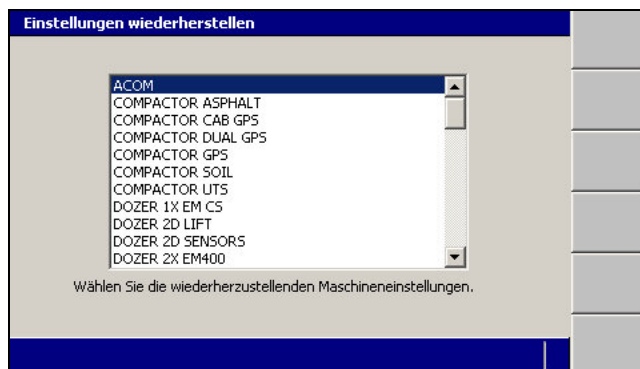 Einstellungen wiederherstellen
ACOM
COMPACTOR ASPHALT
COMPACTOR CAB GPS
COMPACTOR DUAL GPS
COMPACTOR GPS
COMPACTOR SOIL
COMPACTOR UTS
DOZER 1X EM CS
DOZER 2D LIFT
DOZER 2D SENSORS
DOZER 2X EM400
Wählen Sie die wiederherzustellenden Maschineneinstellungen.